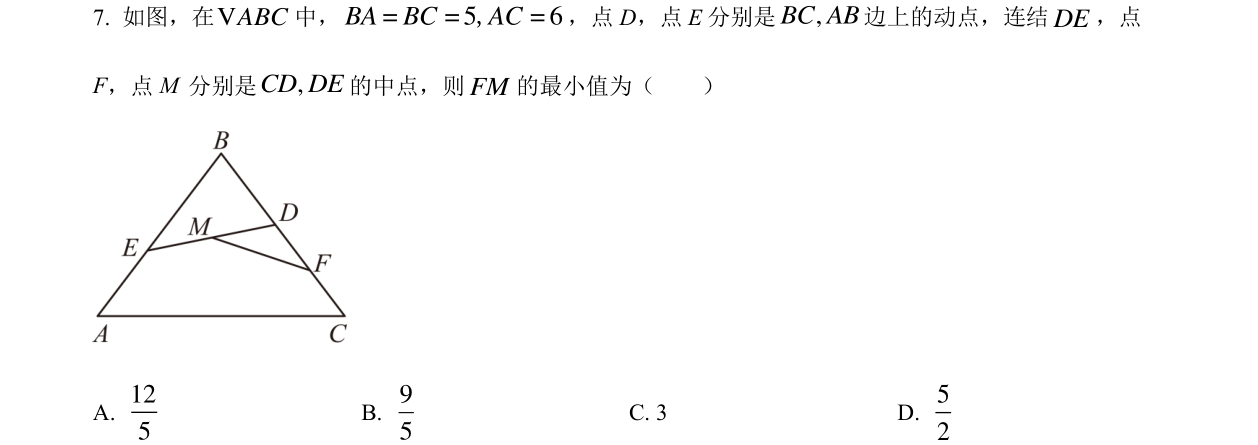 7. 如图，在VABC中，BA=BC=5, AC=6，点 D，点 E 分别是BC, AB边上的动点，连结DE，点
F，点 M 分别是CD, DE的中点，则FM的最小值为（　　）
B
D
M
E
F
A
C
A. 12/5 B. 9/5 C. 3 D. 5/2